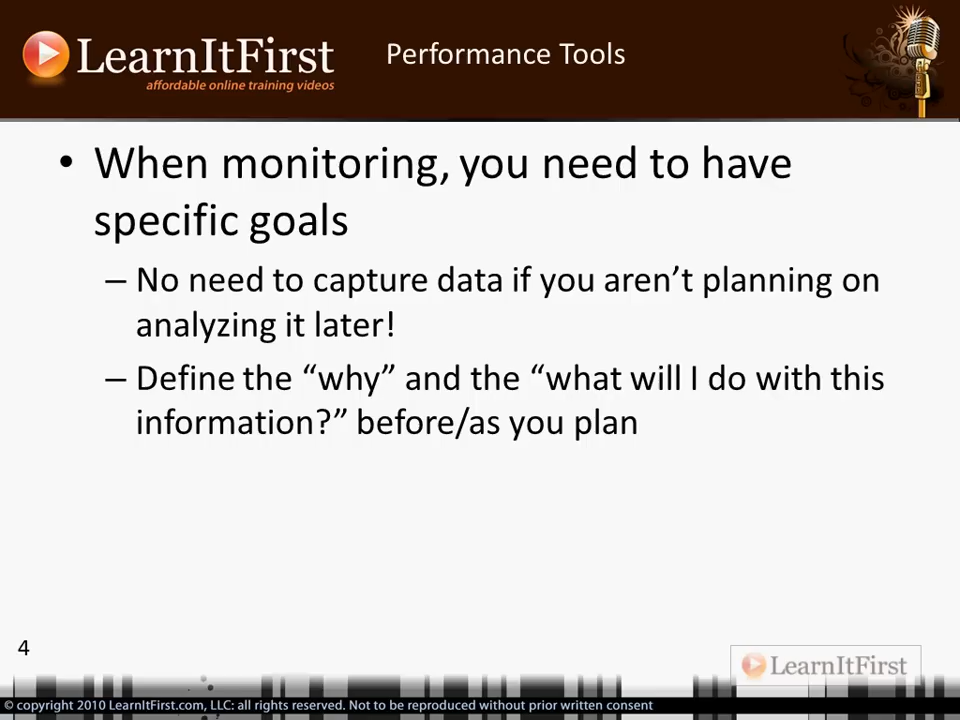 LearnItFirst
affordable online training videos
Performance Tools
• When monitoring, you need to have
specific goals
– No need to capture data if you aren’t planning on
analyzing it later!
– Define the “why” and the “what will I do with this
information?” before/as you plan
4
LearnItFirst
© copyright 2010 LearnItFirst.com, LLC: all rights reserved. Not to be reproduced without prior written consent